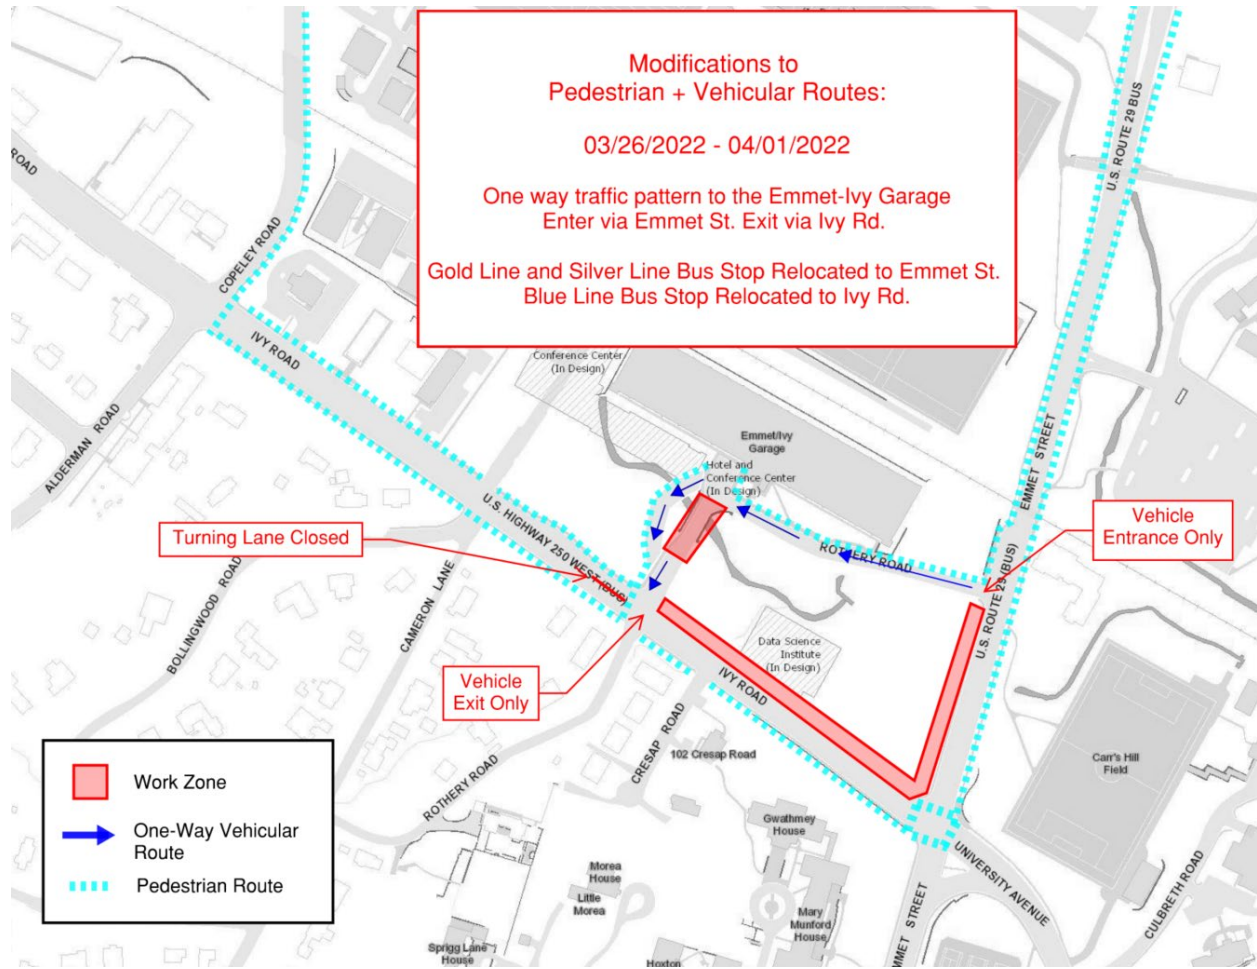 Modifications to
Pedestrian + Vehicular Routes:
03/26/2022 - 04/01/2022
One way traffic pattern to the Emmet-Ivy Garage
Enter via Emmet St. Exit via Ivy Rd.
Gold Line and Silver Line Bus Stop Relocated to Emmet St.
Blue Line Bus Stop Relocated to Ivy Rd.
U.S. ROUTE 29 BUS
ROAD
COPELEY ROAD
IVY ROAD
Conference Center
(In Design)
ALDERMAN ROAD
Emmet/Ivy
Garage
EMMET STREET
Hotel and
Conference Center
(In Design)
Vehicle
Entrance Only
Turning Lane Closed
U.S. HIGHWAY 250 WEST (BUS)
ROTHERY ROAD
U.S. ROUTE 29 (BUS)
BOLLINGWOOD ROAD
CAMERON LANE
Data Science
Institute
(In Design)
Vehicle
Exit Only
IVY ROAD
CRESAP ROAD
102 Cresap Road
Carr's Hill
Field
ROTHERY ROAD
Gwathmey
House
UNIVERSITY AVENUE
Morea
House
Little
Morea
Mary
Munford
House
CULBRETH ROAD
EMMET STREET
Sprigg Lane
House
Hoxton
Work Zone
One-Way Vehicular
Route
Pedestrian Route